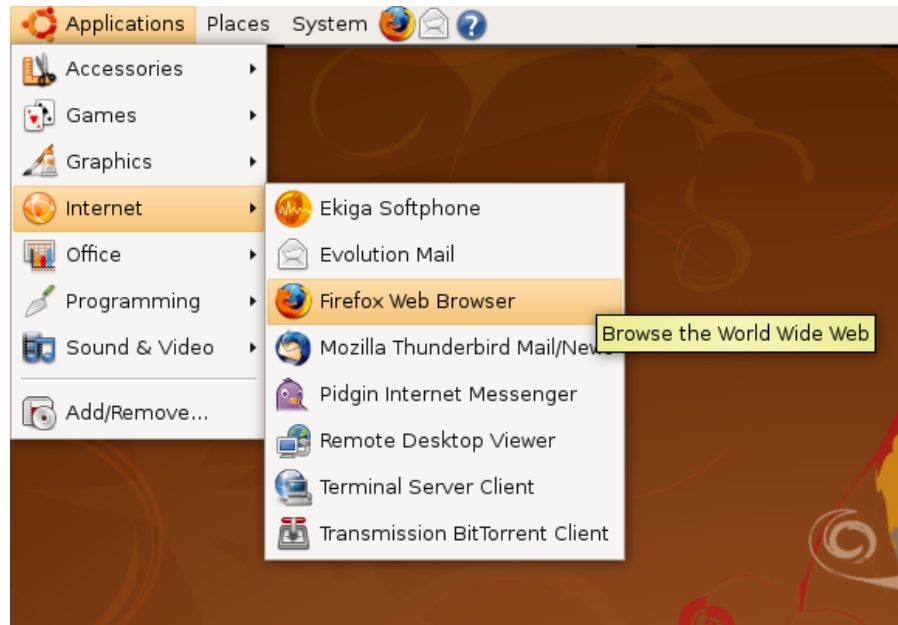 Applications Places System
Accessories
Games
Graphics
Internet
Office
Programming
Sound & Video
Add/Remove...
Ekiga Softphone
Evolution Mail
Firefox Web Browser
Browse the World Wide Web
Mozilla Thunderbird Mail/News
Pidgin Internet Messenger
Remote Desktop Viewer
Terminal Server Client
Transmission BitTorrent Client